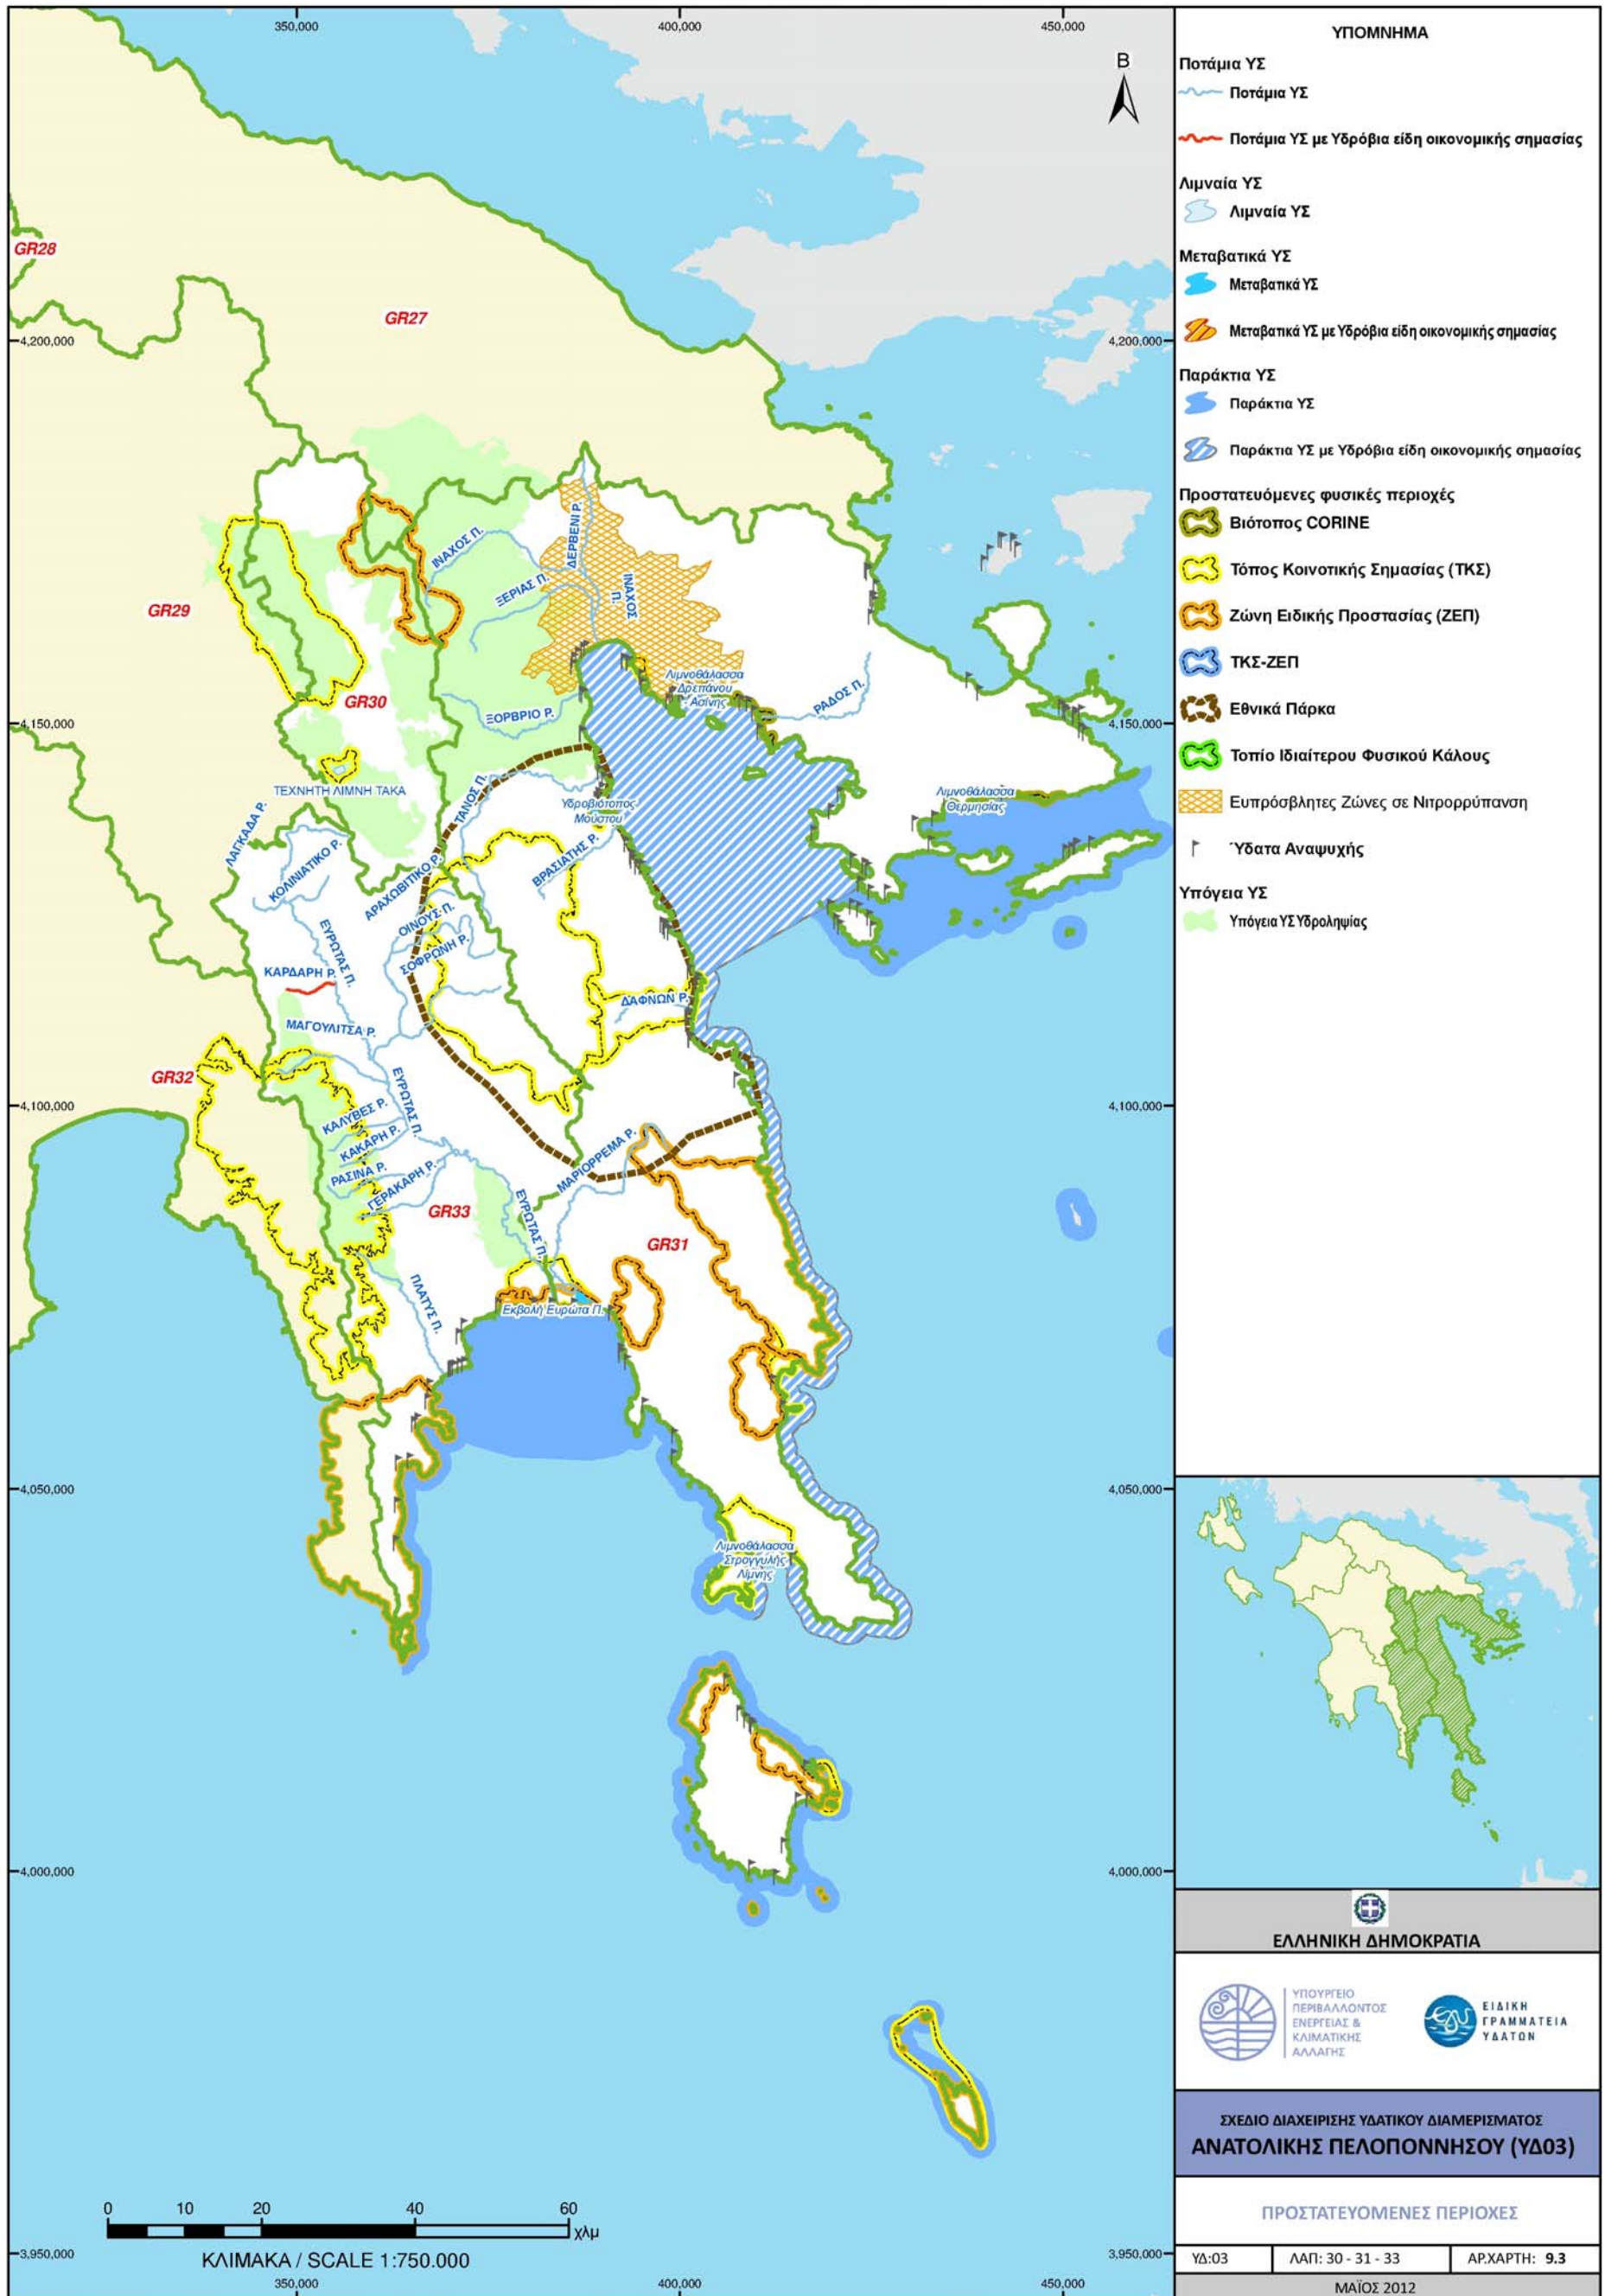 350,000
400,000
450,000
B
GR28
GR27
4,200,000
4,200,000
ΙΝΑΧΟΣ Π.
ΔΕΡΒΕΝΙ Ρ.
ΞΕΡΙΑΣ Π.
ΙΝΑΧΟΣ
Π.
GR29
Λιμνοθάλασσα
Δρεπάνου
- Ασίνης
GR30
ΞΟΡΒΡΙΟ Ρ.
ΡΑΔΟΣ Π.
4,150,000
4,150,000
ΤΕΧΝΗΤΗ ΛΙΜΝΗ ΤΑΚΑ
ΤΑΝΟΣ Π.
Υδροβιότοπος
Μούστου
Λιμνοθάλασσα
Θερμησίας
ΛΑΓΚΑΔΑ Ρ.
ΚΟΛΙΝΙΑΤΙΚΟ Ρ.
ΑΡΑΧΩΒΙΤΙΚΟ Ρ.
ΒΡΑΣΙΑΤΗΣ Ρ.
ΟΙΝΟΥΣ Π.
ΕΥΡΩΤΑΣ Π.
ΣΟΦΡΩΝΗ Ρ.
ΚΑΡΔΑΡΗ Ρ.
ΔΑΦΝΩΝ Ρ.
ΜΑΓΟΥΛΙΤΣΑ Ρ.
GR32
4,100,000
4,100,000
ΕΥΡΩΤΑΣ Π.
ΚΑΛΥΒΕΣ Ρ.
ΚΑΚΑΡΗ Ρ.
ΡΑΣΙΝΑ Ρ.
ΓΕΡΑΚΑΡΗ Ρ.
ΜΑΡΙΟΡΡΕΜΑ Ρ.
GR33
ΕΥΡΩΤΑΣ Π.
GR31
ΠΛΑΤΥΣ Π.
Εκβολή Ευρώτα Π.
4,050,000
4,050,000
Λιμνοθάλασσα
Στρογγυλής
Λίμνης
4,000,000
4,000,000
0 10 20 40 60
χλμ
ΚΛΙΜΑΚΑ / SCALE 1:750.000
3,950,000
3,950,000
350,000
400,000
450,000
ΥΠΟΜΝΗΜΑ
Ποτάμια ΥΣ
Ποτάμια ΥΣ
Ποτάμια ΥΣ με Υδρόβια είδη οικονομικής σημασίας
Λιμναία ΥΣ
Λιμναία ΥΣ
Μεταβατικά ΥΣ
Μεταβατικά ΥΣ
Μεταβατικά ΥΣ με Υδρόβια είδη οικονομικής σημασίας
Παράκτια ΥΣ
Παράκτια ΥΣ
Παράκτια ΥΣ με Υδρόβια είδη οικονομικής σημασίας
Προστατευόμενες φυσικές περιοχές
Βιότοπος CORINE
Τόπος Κοινοτικής Σημασίας (ΤΚΣ)
Ζώνη Ειδικής Προστασίας (ΖΕΠ)
ΤΚΣ-ΖΕΠ
Εθνικά Πάρκα
Τοπίο Ιδιαίτερου Φυσικού Κάλους
Ευπρόσβλητες Ζώνες σε Νιτρορρύπανση
Ύδατα Αναψυχής
Υπόγεια ΥΣ
Υπόγεια ΥΣ Υδροληψίας
ΕΛΛΗΝΙΚΗ ΔΗΜΟΚΡΑΤΙΑ
ΥΠΟΥΡΓΕΙΟ
ΠΕΡΙΒΑΛΛΟΝΤΟΣ
ΕΝΕΡΓΕΙΑΣ &
ΚΛΙΜΑΤΙΚΗΣ
ΑΛΛΑΓΗΣ
ΕΙΔΙΚΗ
ΓΡΑΜΜΑΤΕΙΑ
ΥΔΑΤΩΝ
ΣΧΕΔΙΟ ΔΙΑΧΕΙΡΙΣΗΣ ΥΔΑΤΙΚΟΥ ΔΙΑΜΕΡΙΣΜΑΤΟΣ
ΑΝΑΤΟΛΙΚΗΣ ΠΕΛΟΠΟΝΝΗΣΟΥ (ΥΔ03)
ΠΡΟΣΤΑΤΕΥΟΜΕΝΕΣ ΠΕΡΙΟΧΕΣ
ΥΔ:03 ΛΑΠ: 30 - 31 - 33 ΑΡ.ΧΑΡΤΗ: 9.3
ΜΑΪΟΣ 2012